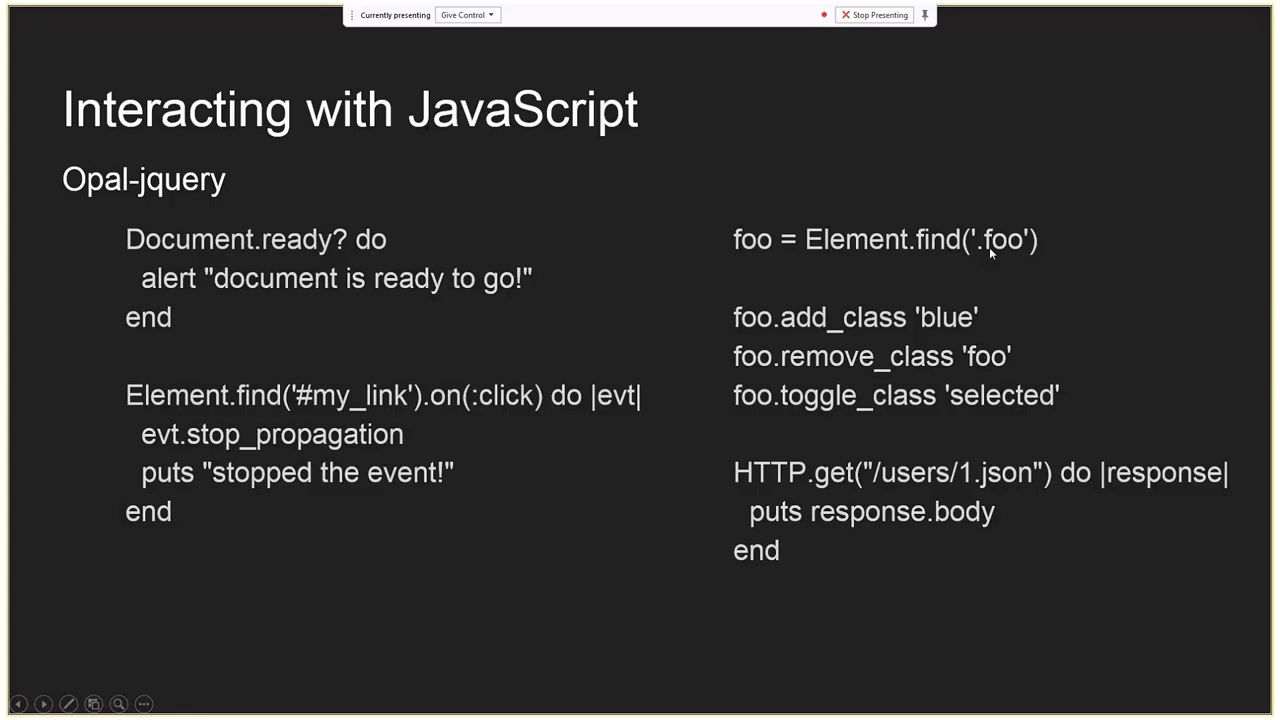 Currently presenting
Give Control
Stop Presenting
Interacting with JavaScript
Opal-jquery
Document.ready? do
alert "document is ready to go!"
end
Element.find('#my_link').on(:click) do |evt|
evt.stop_propagation
puts "stopped the event!"
end
foo = Element.find('.foo')
foo.add_class 'blue'
foo.remove_class 'foo'
foo.toggle_class 'selected'
HTTP.get("/users/1.json") do |response|
puts response.body
end